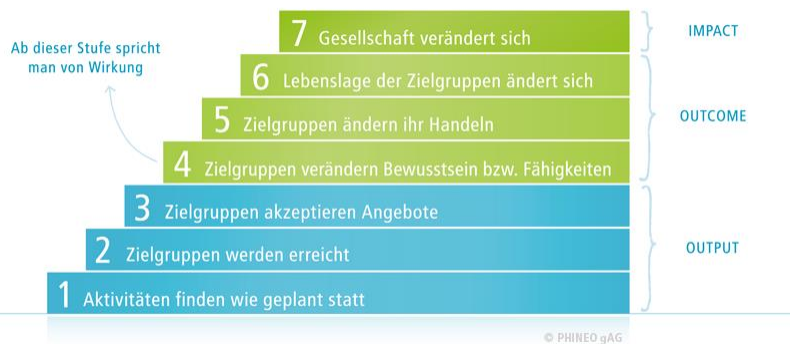 Ab dieser Stufe spricht
man von Wirkung
7 Gesellschaft verändert sich
IMPACT
6 Lebenslage der Zielgruppen ändert sich
5 Zielgruppen ändern ihr Handeln
4 Zielgruppen verändern Bewusstsein bzw. Fähigkeiten
OUTCOME
3 Zielgruppen akzeptieren Angebote
2 Zielgruppen werden erreicht
1 Aktivitäten finden wie geplant statt
OUTPUT
© PHINEO gAG